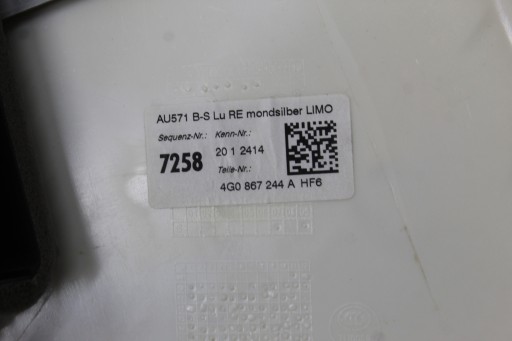 AU571 B-S Lu RE mondsilber LIMO
Sequenz-Nr.: Kenn-Nr.:
7258 20 1 2414
Teile-Nr.:
4G0 867 244 A HF6